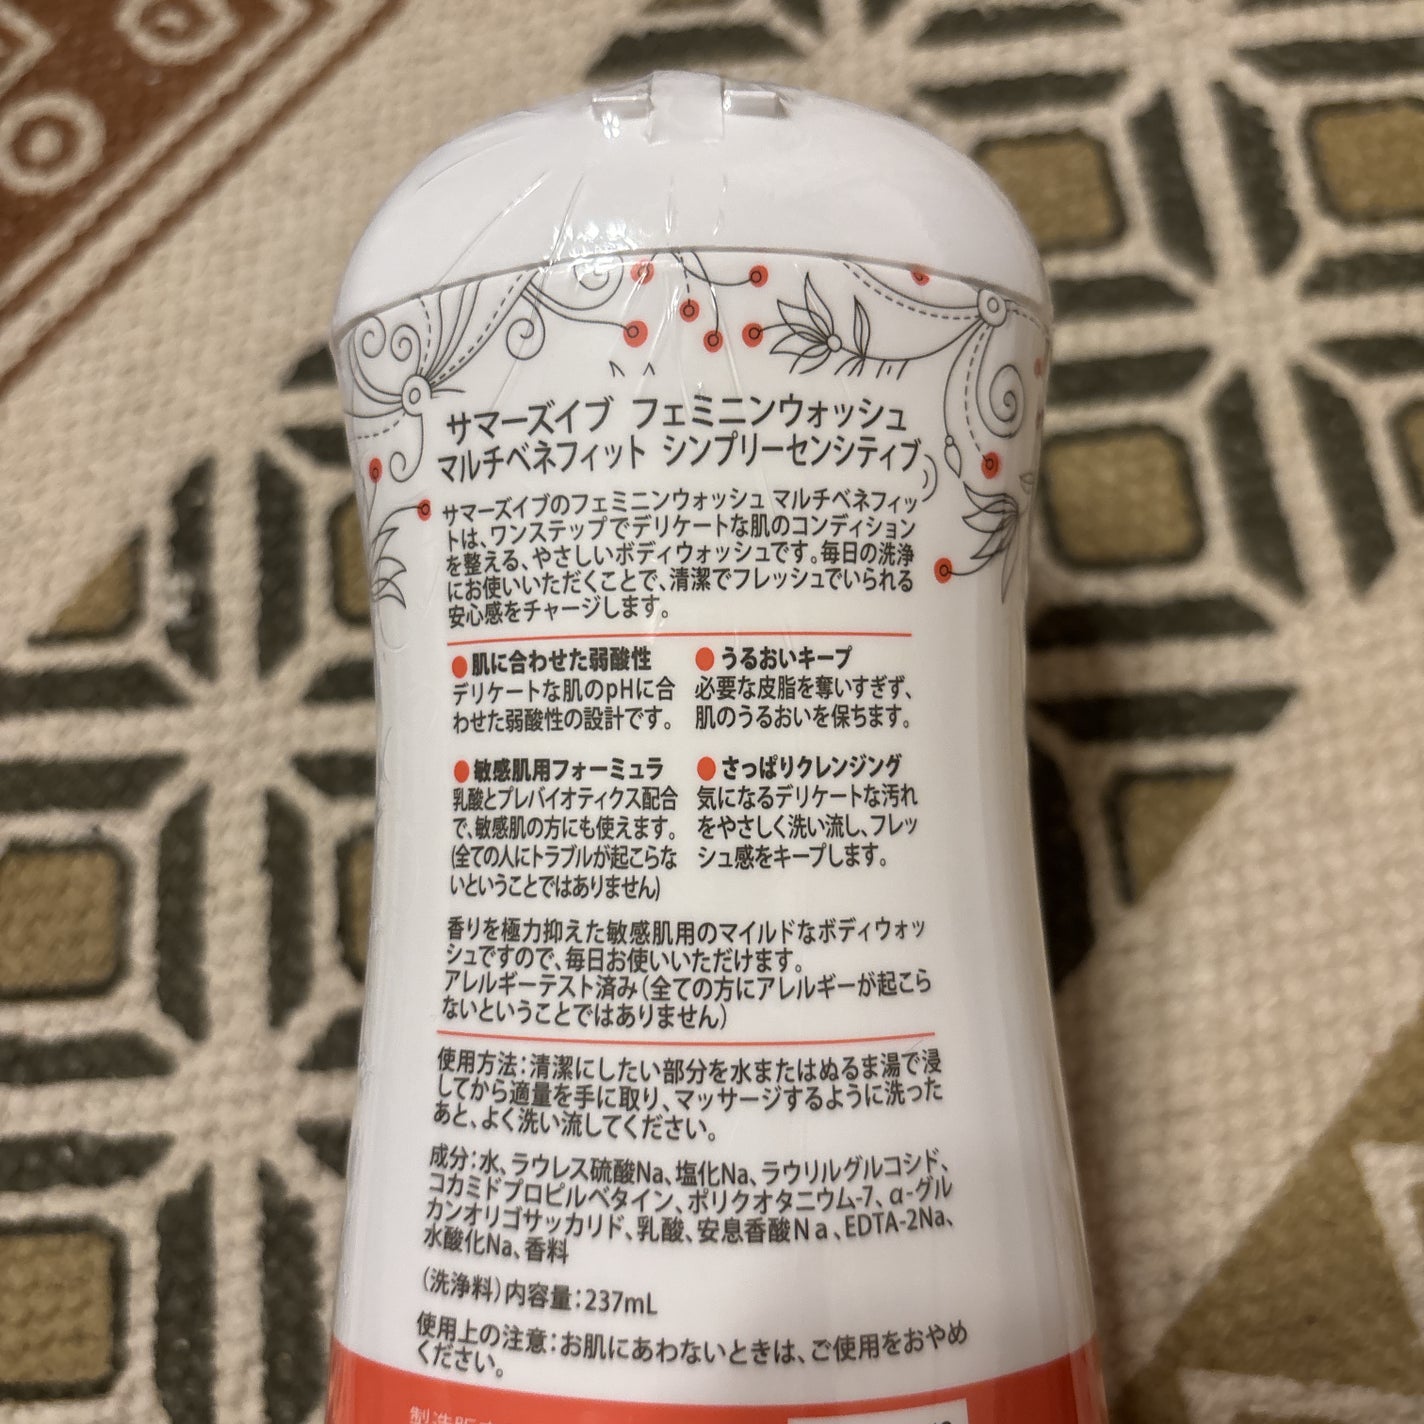 サマーズイブ フェミニンウォッシュ
マルチベネフィット シンプリーセンシティブ
サマーズイブのフェミニンウォッシュ マルチベネフィッ
トは、ワンステップでデリケートな肌のコンディション
を整える、やさしいボディウォッシュです。毎日の洗浄
にお使いいただくことで、清潔でフレッシュでいられる
安心感をチャージします。
●肌に合わせた弱酸性
デリケートな肌のpHに合
わせた弱酸性の設計です。
●うるおいキープ
必要な皮脂を奪いすぎず、
肌のうるおいを保ちます。
●敏感肌用フォーミュラ
乳酸とプレバイオティクス配合
で、敏感肌の方にも使えます。
(全ての人にトラブルが起こらな
いということではありません)
●さっぱりクレンジング
気になるデリケートな汚れ
をやさしく洗い流し、フレッ
シュ感をキープします。
香りを極力抑えた敏感肌用のマイルドなボディウォッ
シュですので、毎日お使いいただけます。
アレルギーテスト済み(全ての方にアレルギーが起こら
ないということではありません)
使用方法:清潔にしたい部分を水またはぬるま湯で浸
してから適量を手に取り、マッサージするように洗った
あと、よく洗い流してください。
成分:水、ラウレス硫酸Na、塩化Na、ラウリルグルコシド、
コカミドプロピルベタイン、ポリクオタニウム-7、α-グル
カンオリゴサッカリド、乳酸、安息香酸Ｎａ、EDTA-2Na、
水酸化Na、香料
(洗浄料)内容量:237mL
使用上の注意:お肌にあわないときは、ご使用をおやめ
ください。